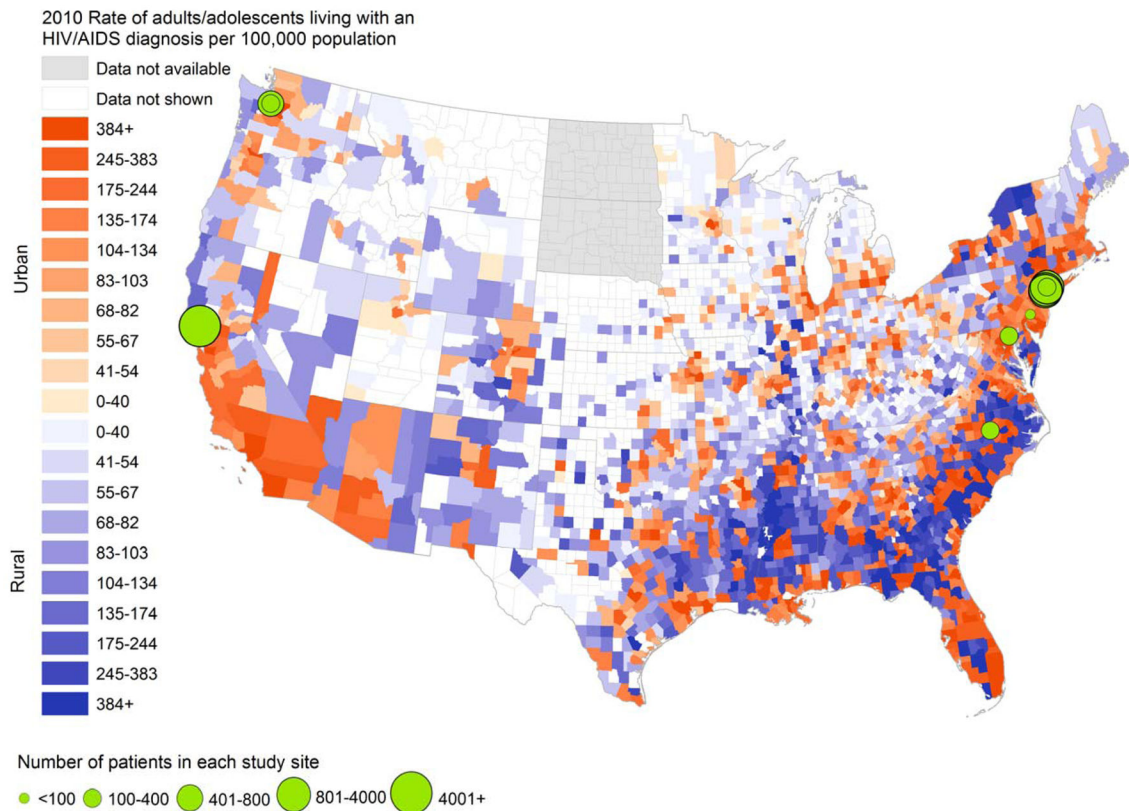 2010 Rate of adults/adolescents living with an
HIV/AIDS diagnosis per 100,000 population
Data not available
Data not shown
Urban
384+
245-383
175-244
135-174
104-134
83-103
68-82
55-67
41-54
0-40
Rural
0-40
41-54
55-67
68-82
83-103
104-134
135-174
175-244
245-383
384+
Number of patients in each study site
<100 100-400 401-800 801-4000 4001+